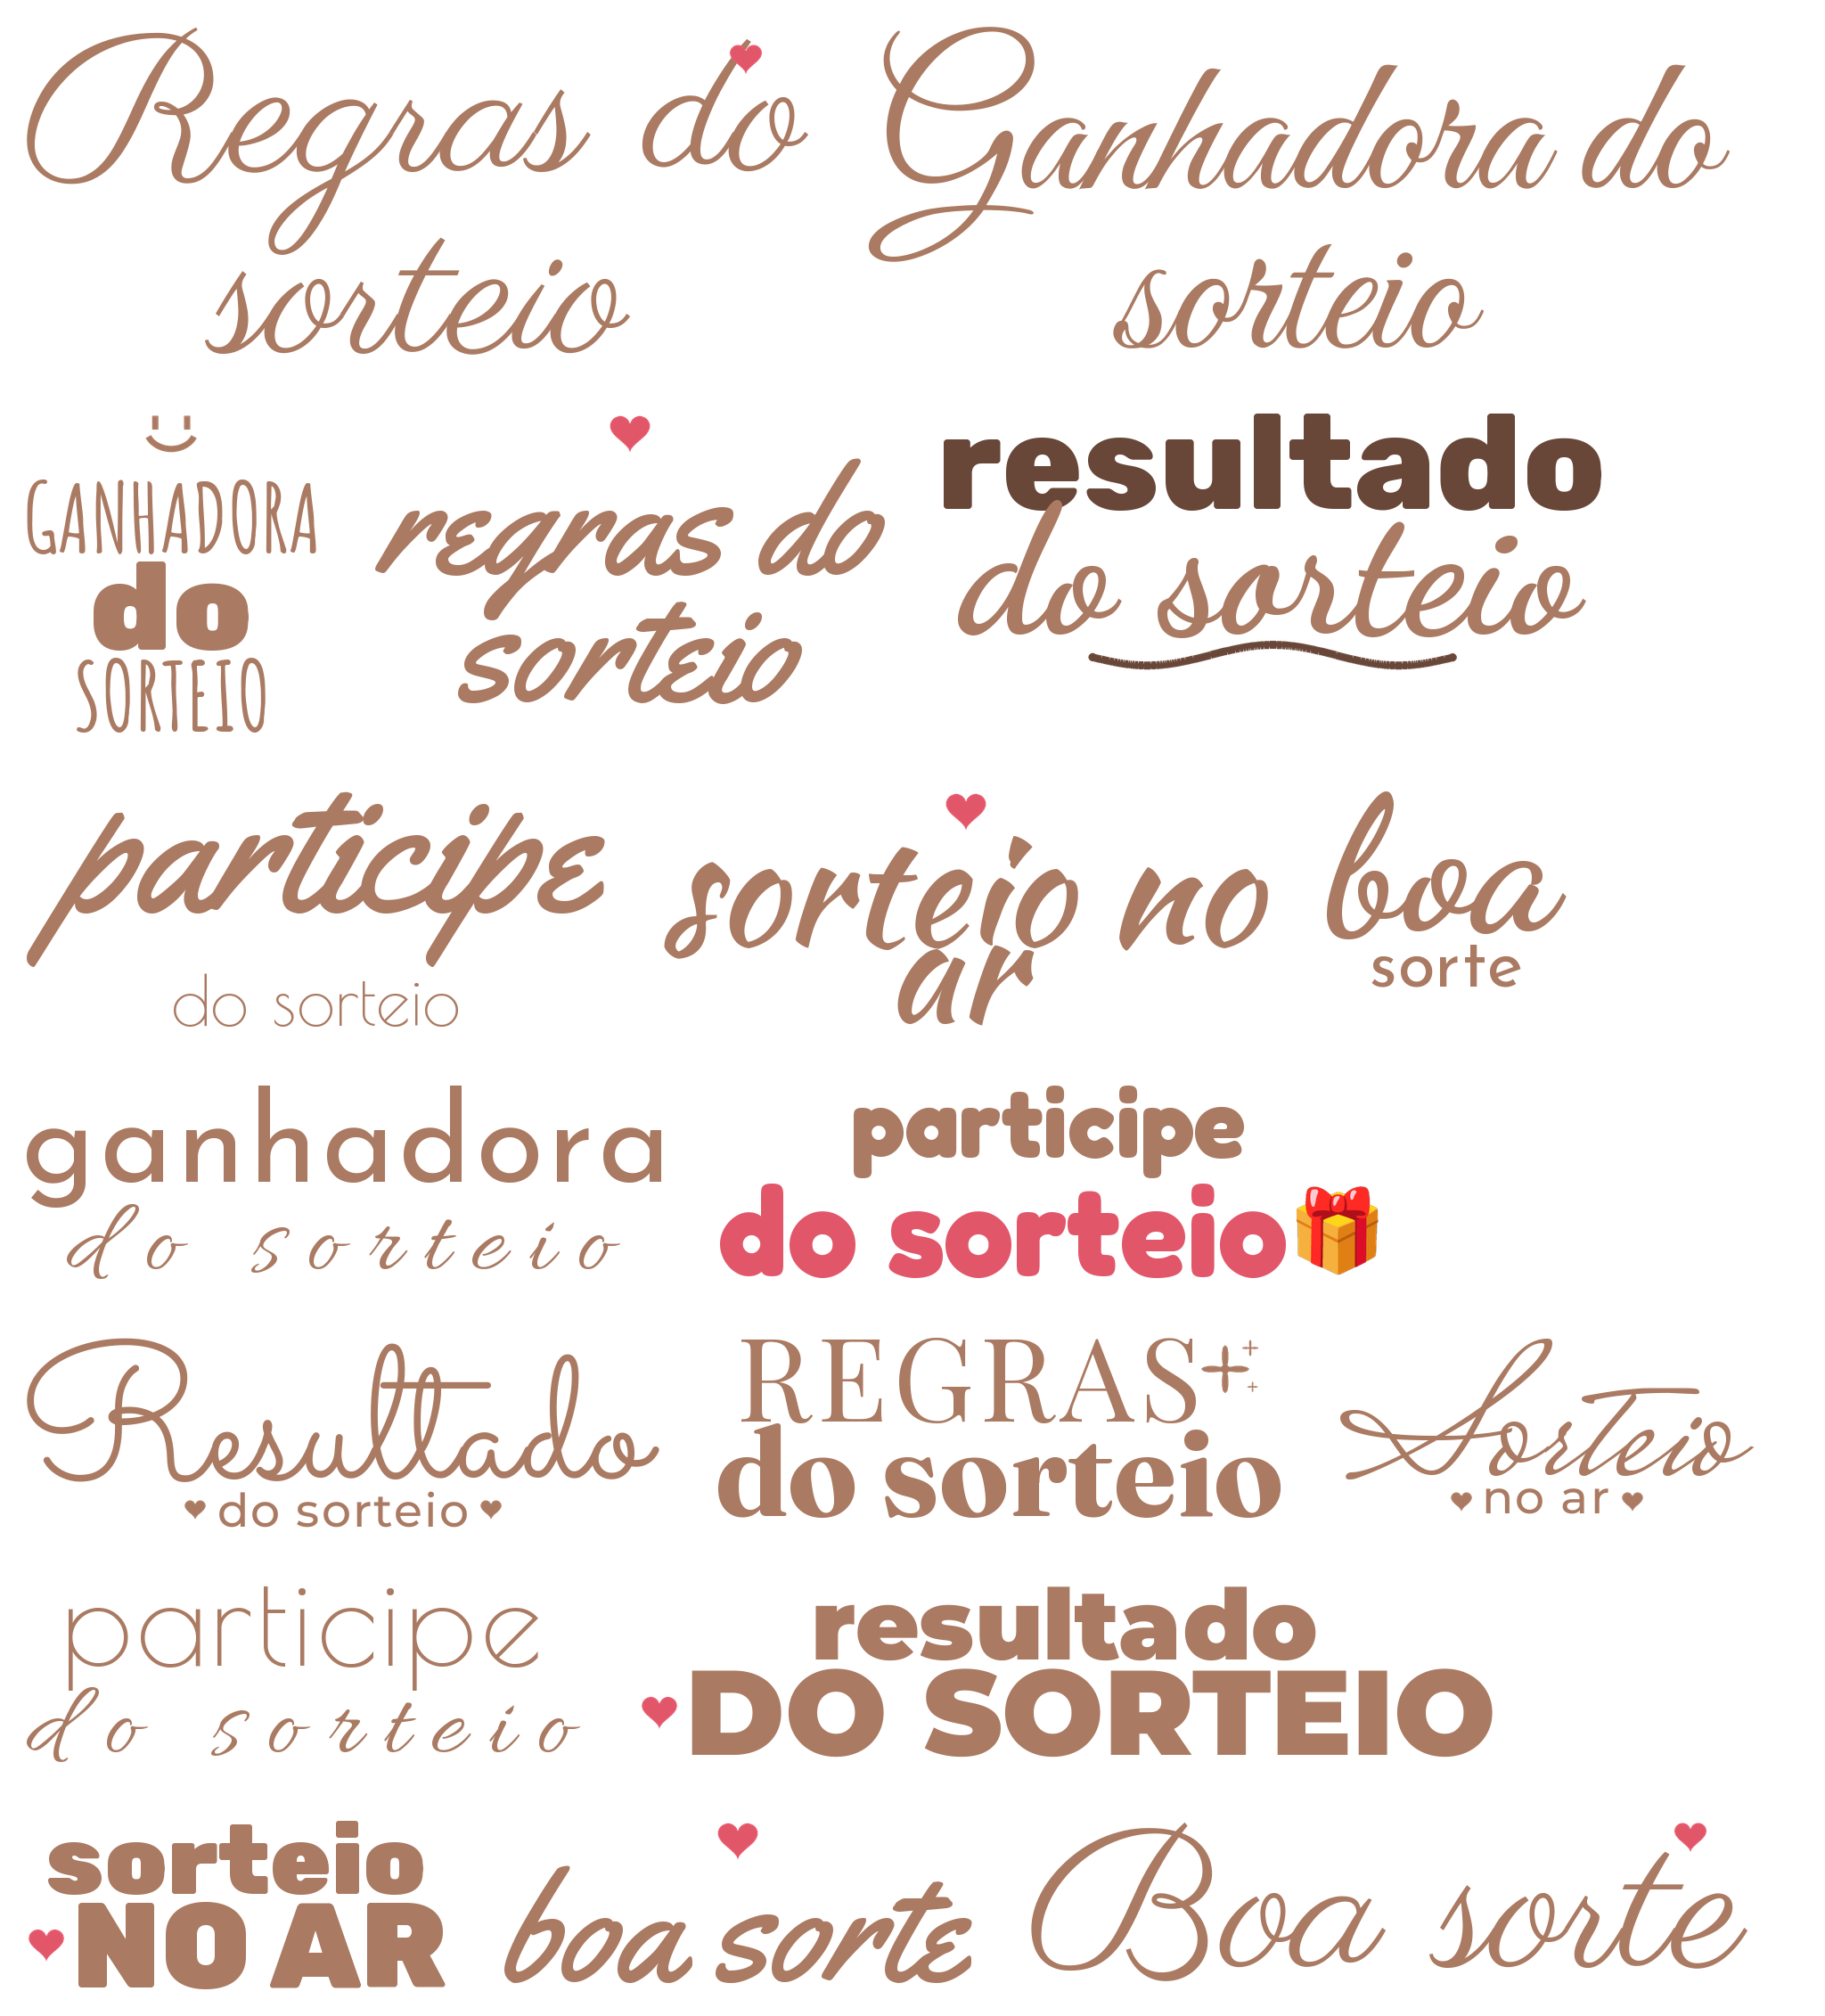 Regras do
sorteio
Ganhadora do
sorteio
GANHADORA
do
SORTEIO
regras do
sorteio
resultado
do sorteio
participe
do sorteio
sorteio no
ar
boa
sorte
ganhadora
do sorteio
participe
do sorteio
Resultado
do sorteio
REGRAS
do sorteio
Sorteio
no ar
participe
do sorteio
resultado
DO SORTEIO
sorteio
NO AR
boa sorte
Boa sorte